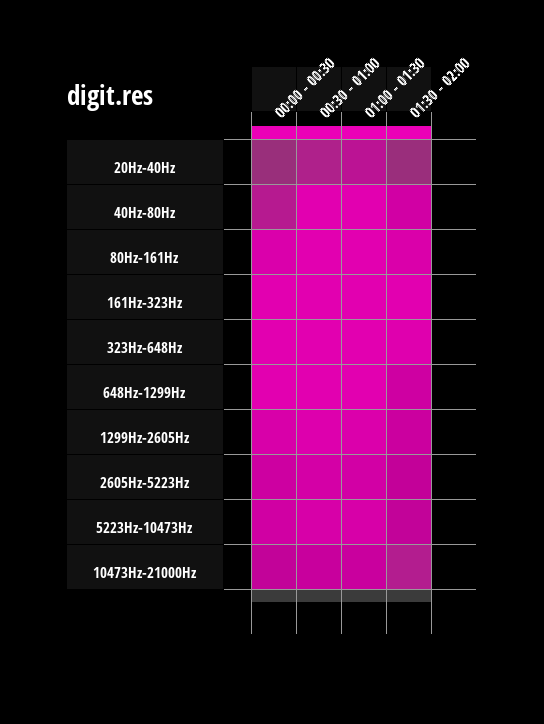 digit.res
00:00 - 00:30
00:30 - 01:00
01:00 - 01:30
01:30 - 02:00
20Hz-40Hz
40Hz-80Hz
80Hz-161Hz
161Hz-323Hz
323Hz-648Hz
648Hz-1299Hz
1299Hz-2605Hz
2605Hz-5223Hz
5223Hz-10473Hz
10473Hz-21000Hz